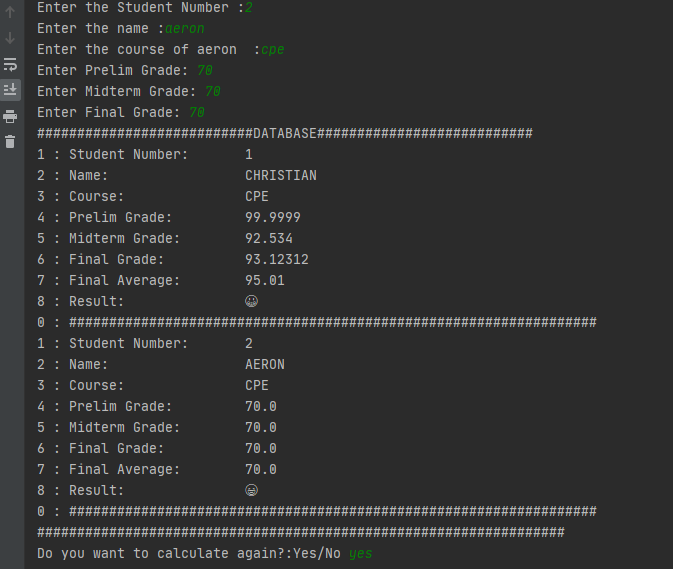 Enter the Student Number :2
Enter the name :aeron
Enter the course of aeron  :cpe
Enter Prelim Grade: 70
Enter Midterm Grade: 70
Enter Final Grade: 70
###########################DATABASE###########################
1 : Student Number:       1
2 : Name:                 CHRISTIAN
3 : Course:               CPE
4 : Prelim Grade:         99.9999
5 : Midterm Grade:        92.534
6 : Final Grade:          93.12312
7 : Final Average:        95.01
8 : Result:               😀
0 : ##################################################################
1 : Student Number:       2
2 : Name:                 AERON
3 : Course:               CPE
4 : Prelim Grade:         70.0
5 : Midterm Grade:        70.0
6 : Final Grade:          70.0
7 : Final Average:        70.0
8 : Result:               😄
0 : ##################################################################
##################################################################
Do you want to calculate again?:Yes/No yes